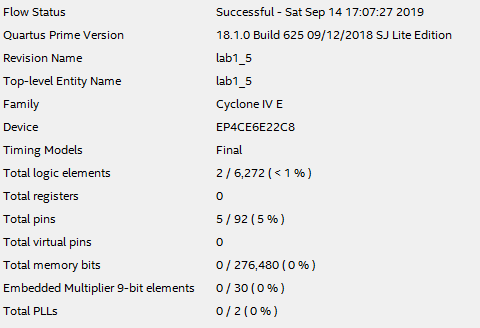 Flow Status Successful - Sat Sep 14 17:07:27 2019
Quartus Prime Version 18.1.0 Build 625 09/12/2018 SJ Lite Edition
Revision Name lab1_5
Top-level Entity Name lab1_5
Family Cyclone IV E
Device EP4CE6E22C8
Timing Models Final
Total logic elements 2 / 6,272 ( < 1 % )
Total registers 0
Total pins 5 / 92 ( 5 % )
Total virtual pins 0
Total memory bits 0 / 276,480 ( 0 % )
Embedded Multiplier 9-bit elements 0 / 30 ( 0 % )
Total PLLs 0 / 2 ( 0 % )